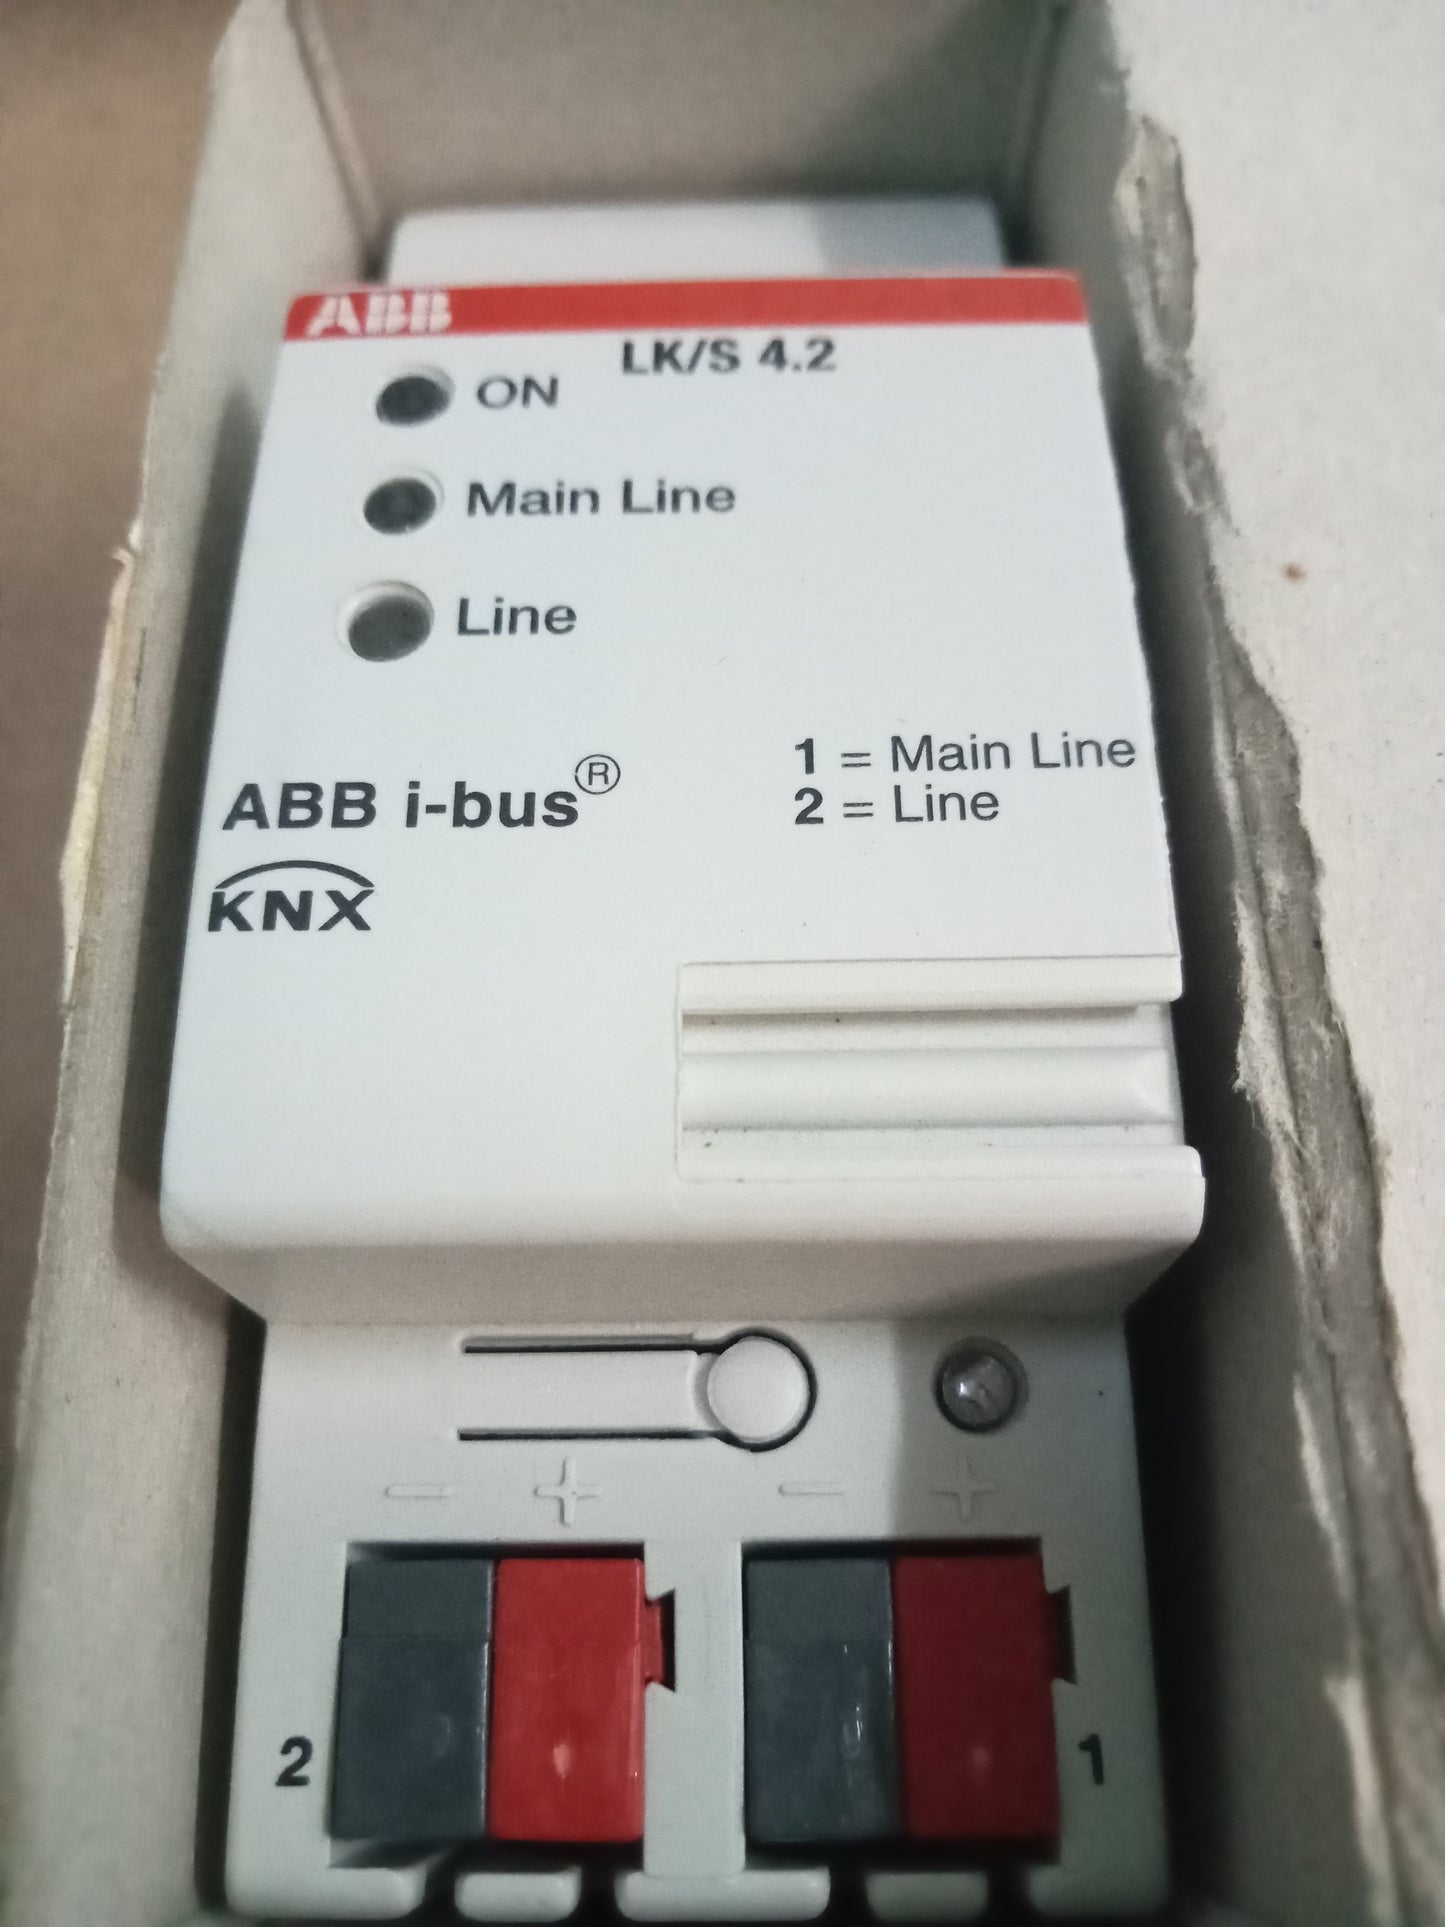 ABB
LK/S 4.2
ON
Main Line
Line
1 = Main Line
2 = Line
ABB i-bus®
KNX
− + − +
2 1